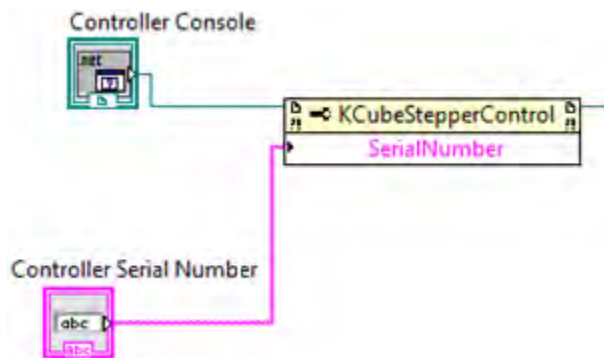 Controller Console
.net
KCubeStepperControl
SerialNumber
Controller Serial Number
abc
abc